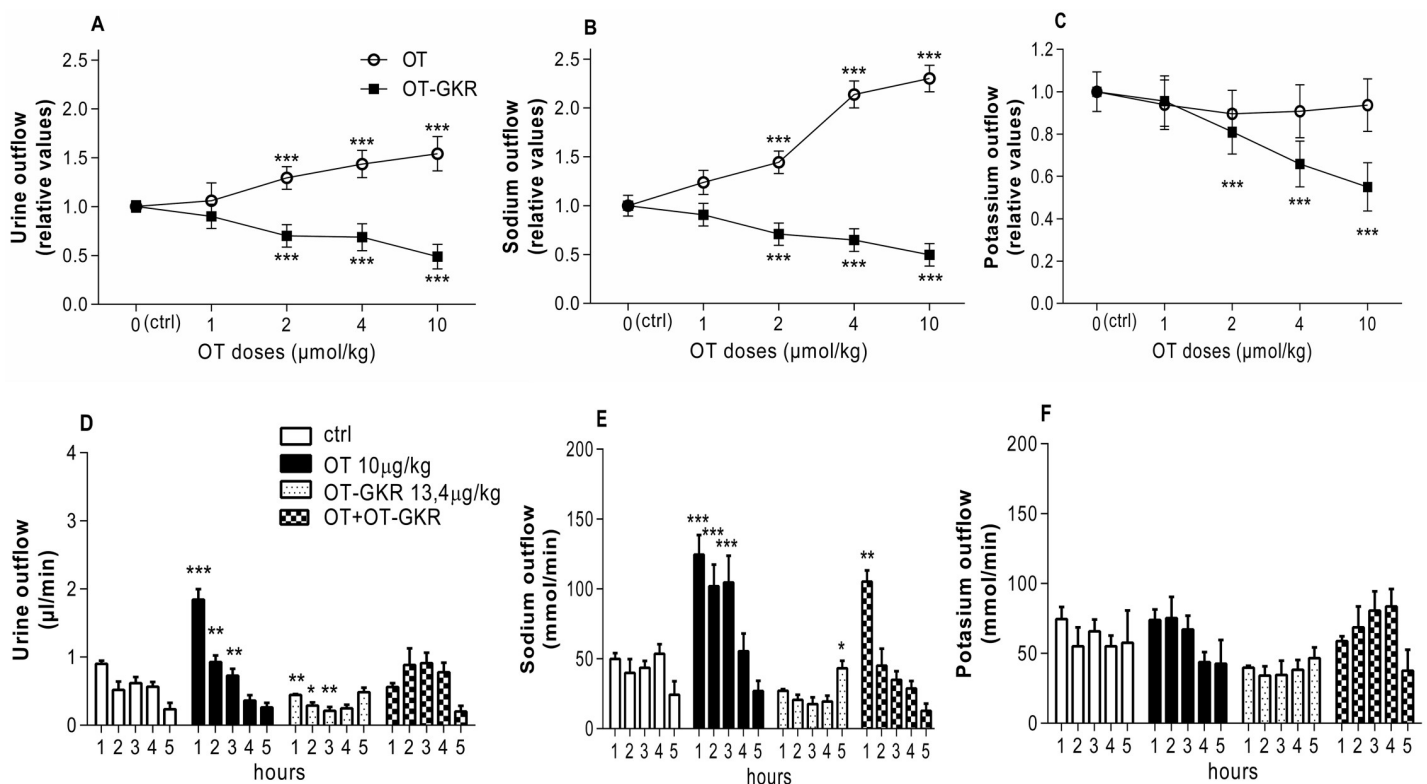 A
Urine outflow
(relative values)
2.5
2.0
1.5
1.0
0.5
0.0
OT
OT-GKR
***
***
***
***
***
***
0 (ctrl) 1 2 4 10
OT doses (µmol/kg)
B
Sodium outflow
(relative values)
2.5
2.0
1.5
1.0
0.5
0.0
***
***
***
***
***
***
0 (ctrl) 1 2 4 10
OT doses (µmol/kg)
C
Potassium outflow
(relative values)
1.2
1.0
0.8
0.6
0.4
0.2
0.0
***
***
***
0 (ctrl) 1 2 4 10
OT doses (µmol/kg)
D
Urine outflow
(µl/min)
4
3
2
1
0
ctrl
OT 10µg/kg
OT-GKR 13,4µg/kg
OT+OT-GKR
***
**
**
**
*
**
1 2 3 4 5 1 2 3 4 5 1 2 3 4 5 1 2 3 4 5
hours
E
Sodium outflow
(mmol/min)
200
150
100
50
0
***
***
***
*
**
1 2 3 4 5 1 2 3 4 5 1 2 3 4 5 1 2 3 4 5
hours
F
Potasium outflow
(mmol/min)
200
150
100
50
0
1 2 3 4 5 1 2 3 4 5 1 2 3 4 5 1 2 3 4 5
hours